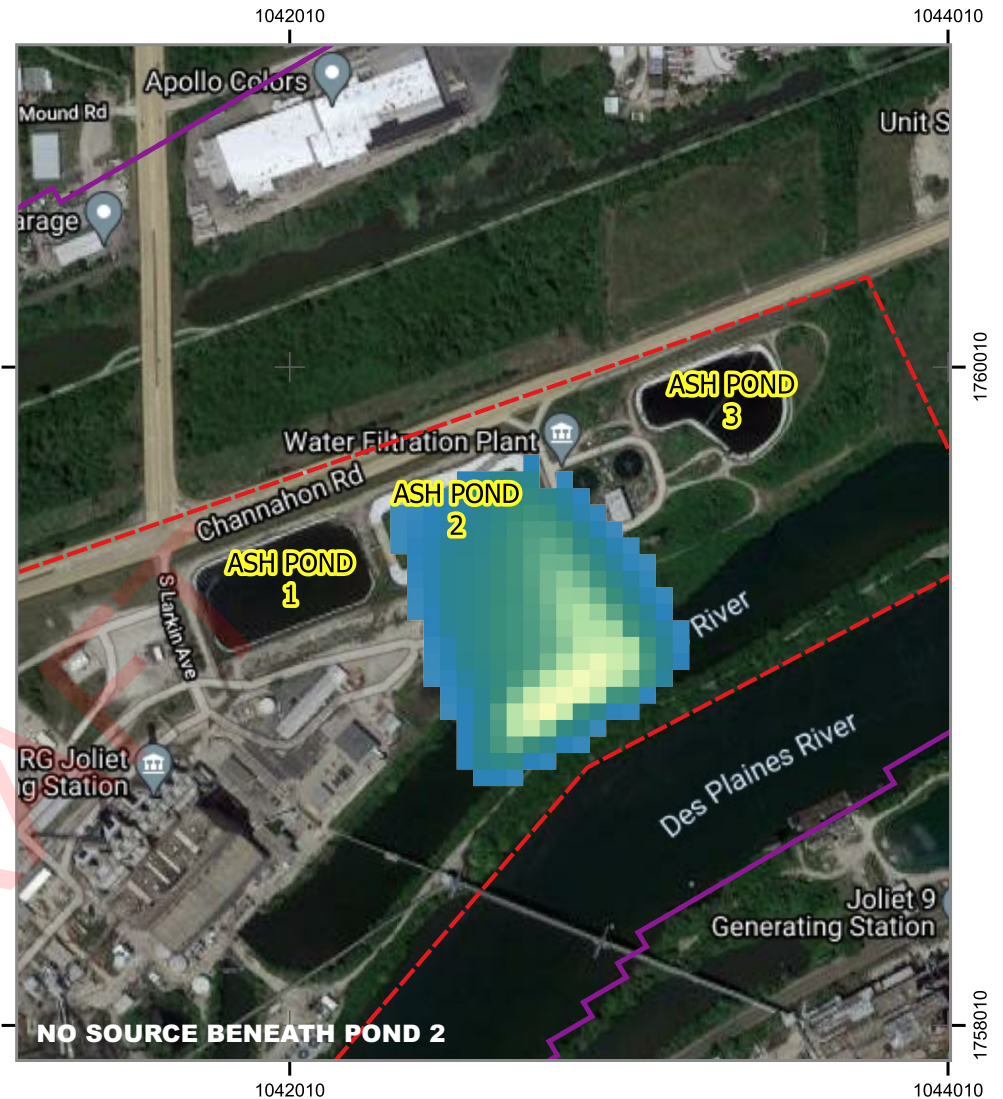 1042010
1044010
Apollo Colors
Mound Rd
Unit S
arage
1760010
ASH POND
3
Water Filtration Plant
ASH POND
2
Channahon Rd
ASH POND
1
S Larkin Ave
River
RG Joliet
g Station
Des Plaines River
Joliet 9
Generating Station
NO SOURCE BENEATH POND 2
1758010
1042010
1044010